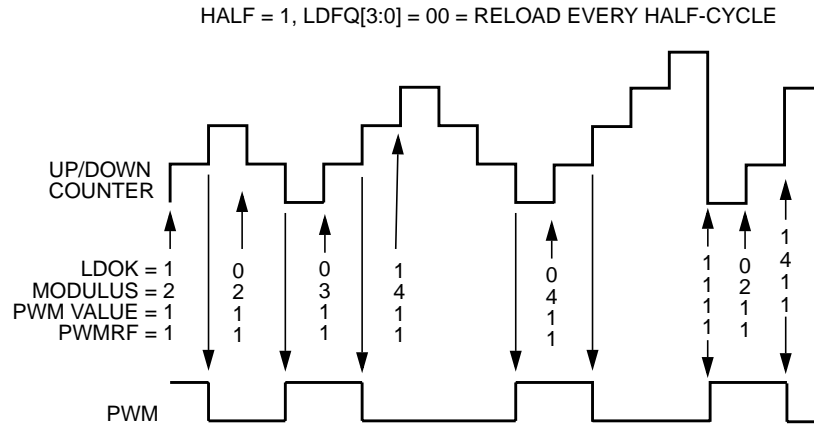 HALF = 1, LDFQ[3:0] = 00 = RELOAD EVERY HALF-CYCLE
UP/DOWN
COUNTER
LDOK = 1 0 0 1 0 1 0 1
MODULUS = 2 2 3 4 4 1 2 4
PWM VALUE = 1 1 1 1 1 1 1 1
PWMRF = 1 1 1 1 1 1 1 1
PWM